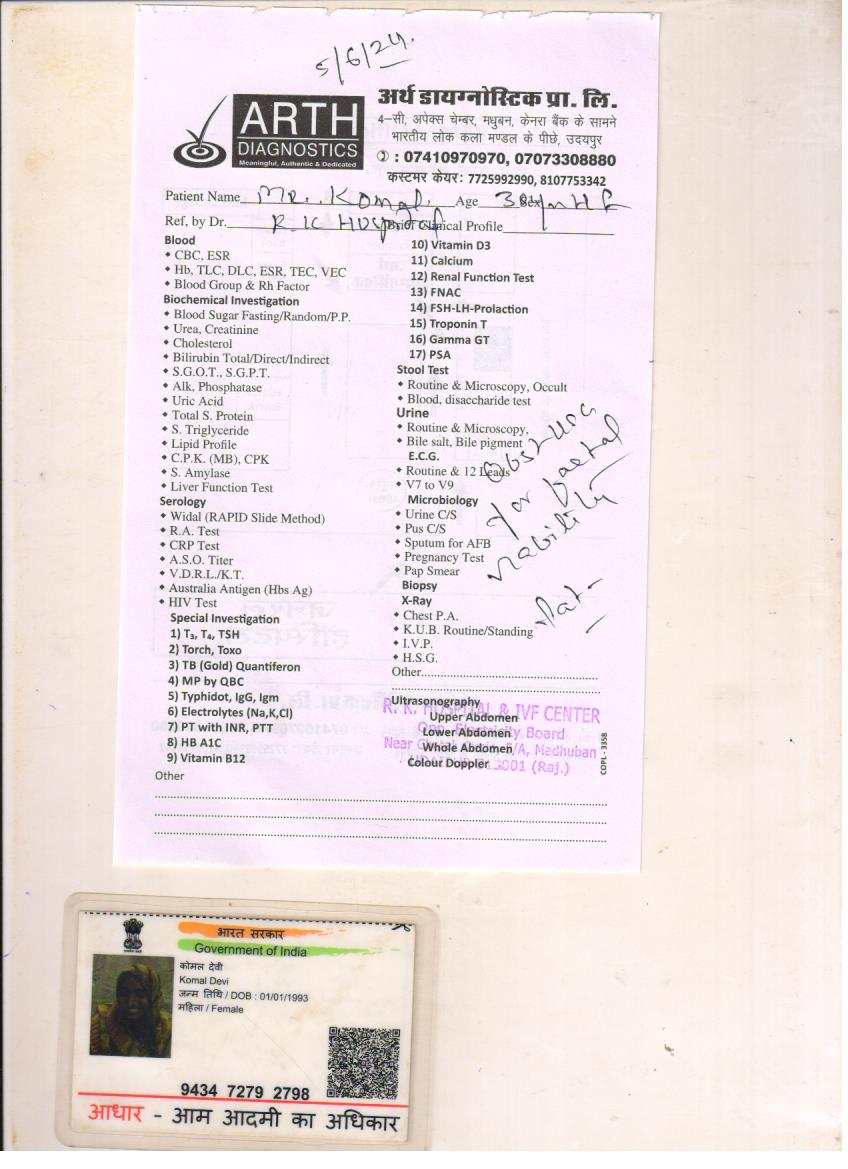 5/6/24.
ARTH
DIAGNOSTICS
Meaningful, Authentic & Dedicated
अर्थ डायग्नोस्टिक प्रा. लि.
4-सी, अपेक्स चेम्बर, मधुबन, केनरा बैंक के सामने
भारतीय लोक कला मण्डल के पीछे, उदयपुर
: 07410970970, 07073308880
कस्टमर केयर: 7725992990, 8107753342
Patient Name Mr. Komal. Age 38 Sex F
Ref, by Dr. R K Hospital Brief Clinical Profile
Blood
CBC, ESR
Hb, TLC, DLC, ESR, TEC, VEC
Blood Group & Rh Factor
Biochemical Investigation
Blood Sugar Fasting/Random/P.P.
Urea, Creatinine
Cholesterol
Bilirubin Total/Direct/Indirect
S.G.O.T., S.G.P.T.
Alk, Phosphatase
Uric Acid
Total S. Protein
S. Triglyceride
Lipid Profile
C.P.K. (MB), CPK
S. Amylase
Liver Function Test
Serology
Widal (RAPID Slide Method)
R.A. Test
CRP Test
A.S.O. Titer
V.D.R.L./K.T.
Australia Antigen (Hbs Ag)
HIV Test
Special Investigation
1) T3, T4, TSH
2) Torch, Toxo
3) TB (Gold) Quantiferon
4) MP by QBC
5) Typhidot, IgG, Igm
6) Electrolytes (Na,K,Cl)
7) PT with INR, PTT
8) HB A1C
9) Vitamin B12
Other
10) Vitamin D3
11) Calcium
12) Renal Function Test
13) FNAC
14) FSH-LH-Prolaction
15) Troponin T
16) Gamma GT
17) PSA
Stool Test
Routine & Microscopy, Occult
Blood, disaccharide test
Urine
Routine & Microscopy,
Bile salt, Bile pigment
E.C.G.
Routine & 12 Leads
V7 to V9
Microbiology
Urine C/S
Pus C/S
Sputum for AFB
Pregnancy Test
Pap Smear
Biopsy
X-Ray
Chest P.A.
K.U.B. Routine/Standing
I.V.P.
H.S.G.
Other
Obst USG
for faetal
viability
Ultrasonography
Upper Abdomen
Lower Abdomen
Whole Abdomen
Colour Doppler
R. K. HOSPITAL & IVF CENTER
Opp. Electricity Board
Near 5/A, Madhuban
313001 (Raj.)
COPL - 3358
भारत सरकार
Government of India
कोमल देवी
Komal Devi
जन्म तिथि / DOB : 01/01/1993
महिला / Female
9434 7279 2798
आधार - आम आदमी का अधिकार